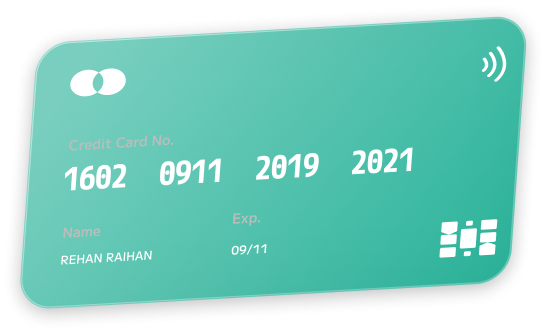 Credit Card No.
1602 0911 2019 2021
Name
Exp.
REHAN RAIHAN
09/11